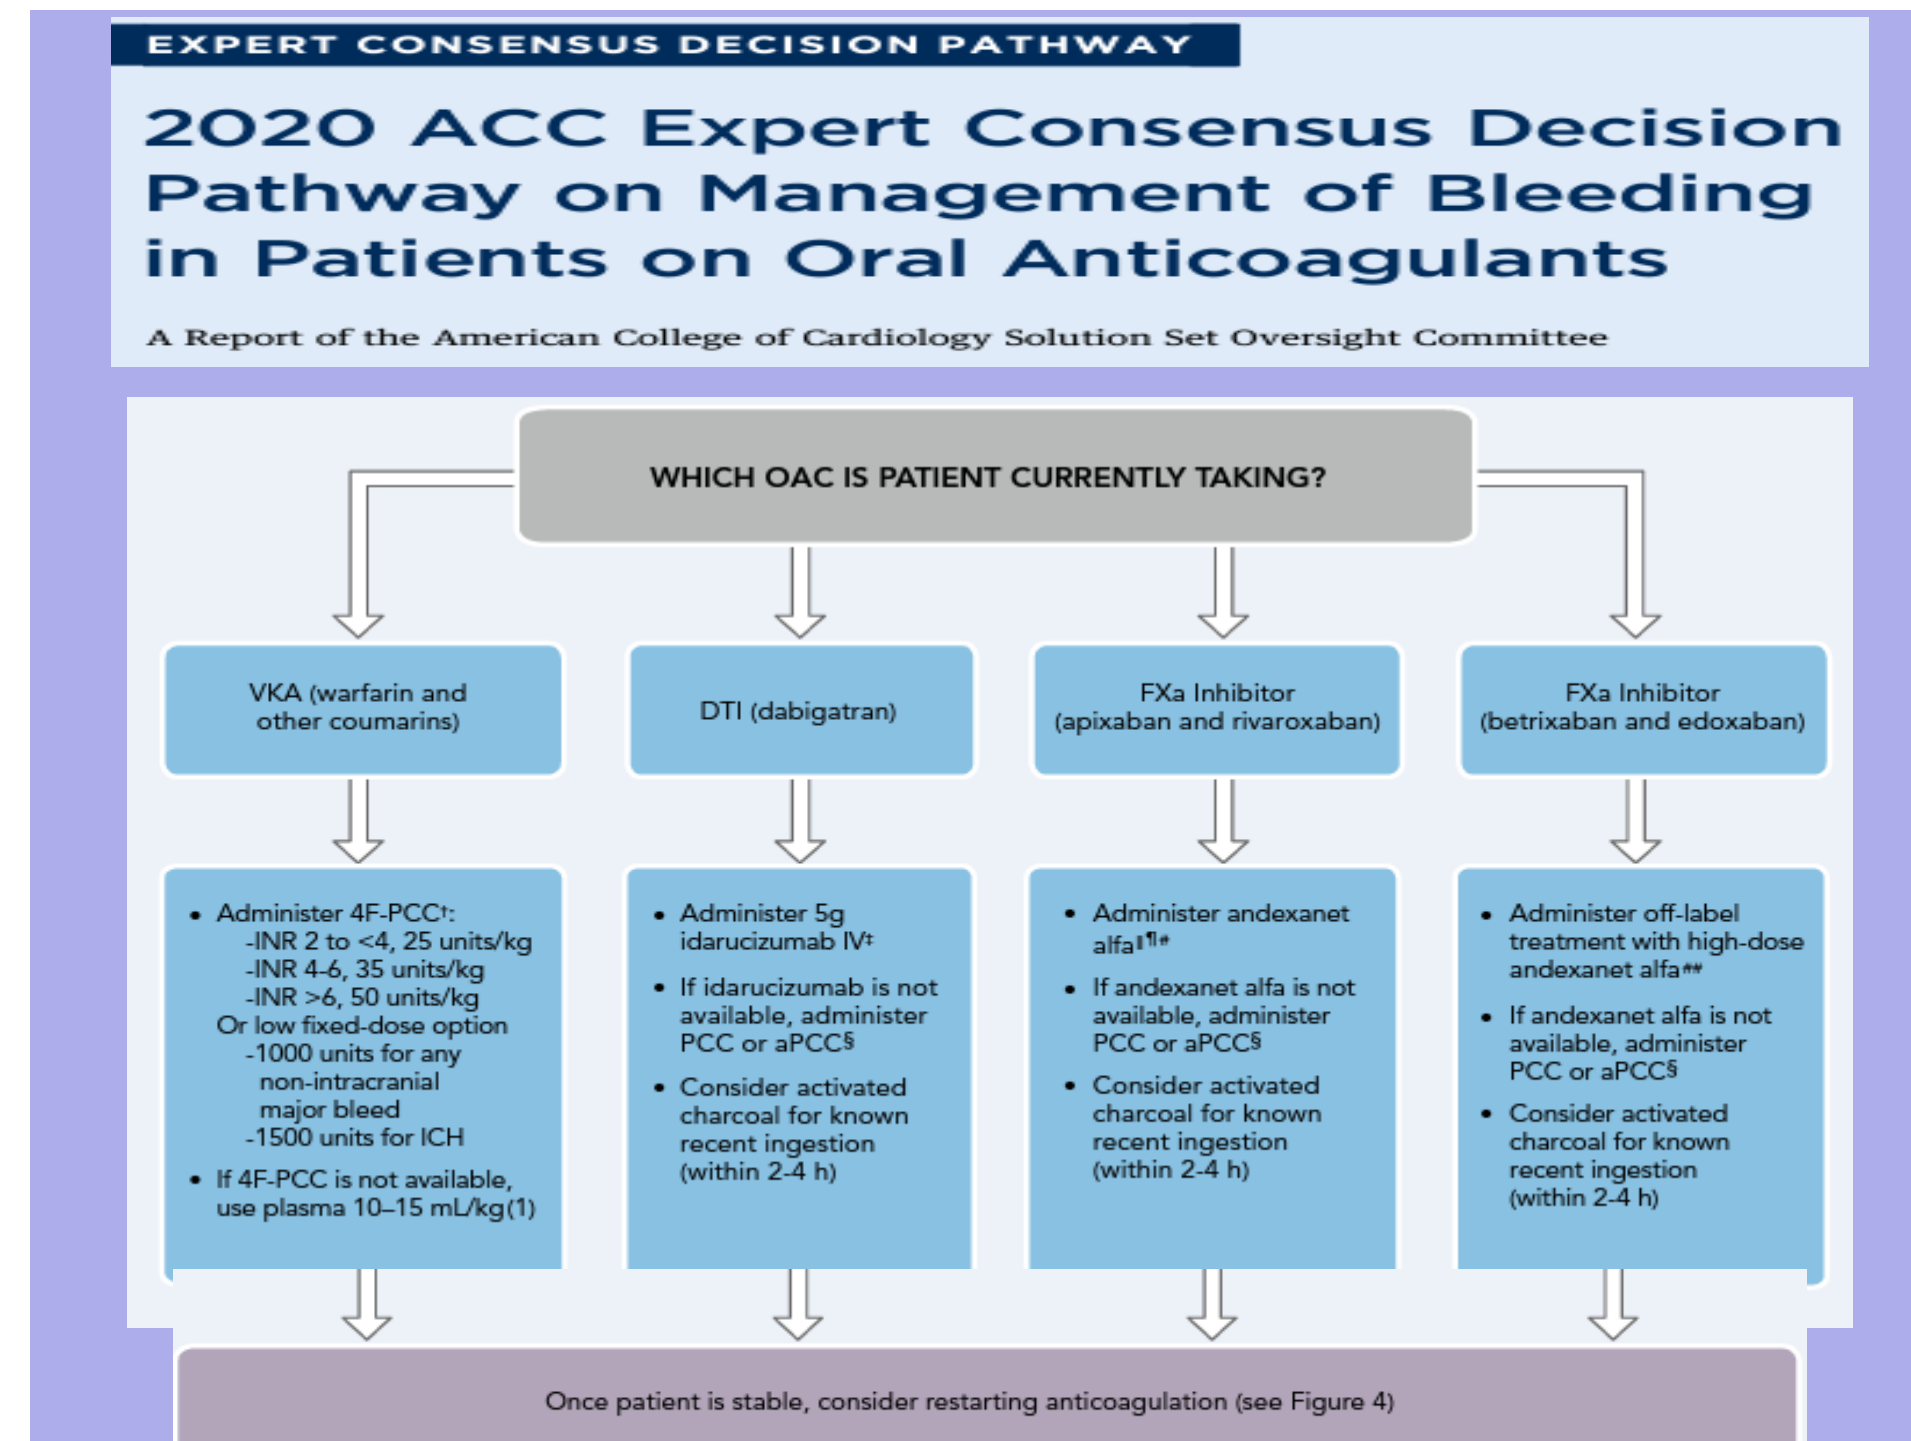 EXPERT CONSENSUS DECISION PATHWAY
2020 ACC Expert Consensus Decision
Pathway on Management of Bleeding
in Patients on Oral Anticoagulants
A Report of the American College of Cardiology Solution Set Oversight Committee
WHICH OAC IS PATIENT CURRENTLY TAKING?
VKA (warfarin and
other coumarins)
DTI (dabigatran)
FXa Inhibitor
(apixaban and rivaroxaban)
FXa Inhibitor
(betrixaban and edoxaban)
• Administer 4F-PCC†:
-INR 2 to <4, 25 units/kg
-INR 4-6, 35 units/kg
-INR >6, 50 units/kg
Or low fixed-dose option
-1000 units for any
non-intracranial
major bleed
-1500 units for ICH
• If 4F-PCC is not available,
use plasma 10–15 mL/kg(1)
• Administer 5g
idarucizumab IV‡
• If idarucizumab is not
available, administer
PCC or aPCC§
• Consider activated
charcoal for known
recent ingestion
(within 2-4 h)
• Administer andexanet
alfa‖¶#
• If andexanet alfa is not
available, administer
PCC or aPCC§
• Consider activated
charcoal for known
recent ingestion
(within 2-4 h)
• Administer off-label
treatment with high-dose
andexanet alfa##
• If andexanet alfa is not
available, administer
PCC or aPCC§
• Consider activated
charcoal for known
recent ingestion
(within 2-4 h)
Once patient is stable, consider restarting anticoagulation (see Figure 4)